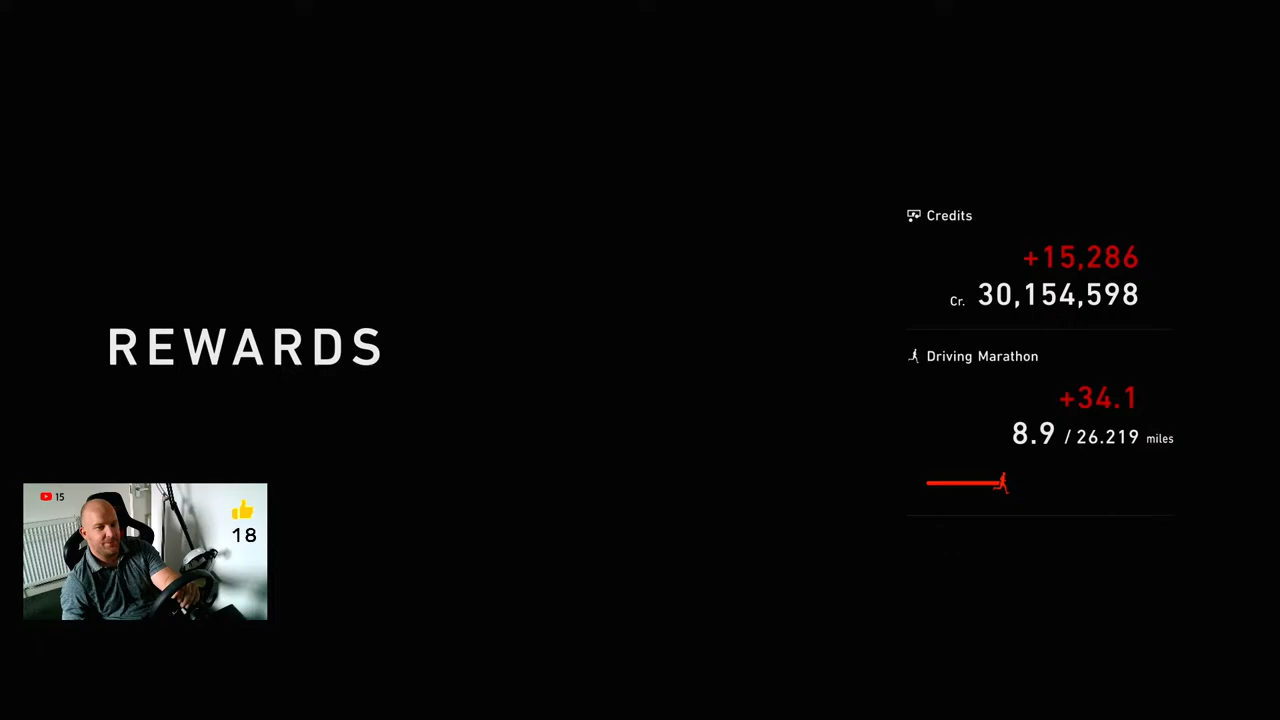 Credits
+15,286
Cr. 30,154,598
REWARDS
Driving Marathon
+34.1
8.9 / 26.219 miles
15
18